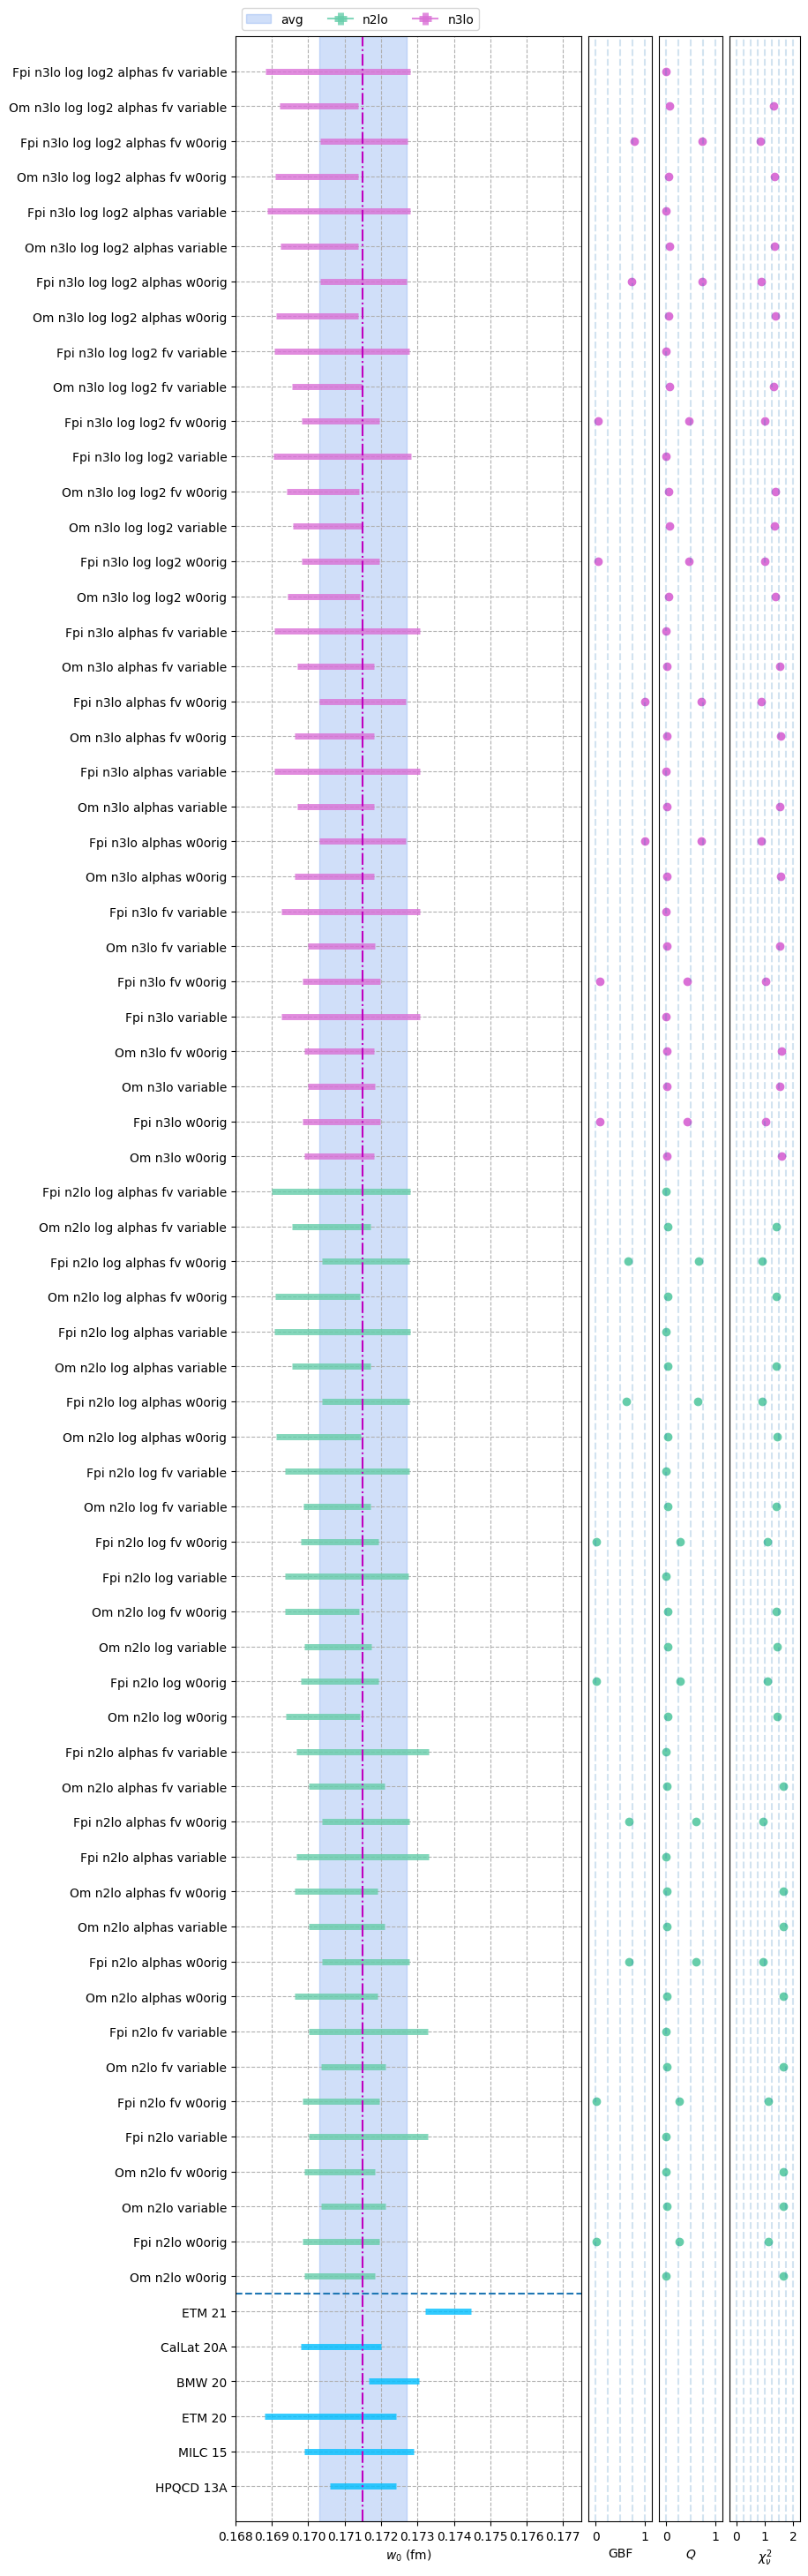 avg n2lo n3lo
Fpi n3lo log log2 alphas fv variable
Om n3lo log log2 alphas fv variable
Fpi n3lo log log2 alphas fv w0orig
Om n3lo log log2 alphas fv w0orig
Fpi n3lo log log2 alphas variable
Om n3lo log log2 alphas variable
Fpi n3lo log log2 alphas w0orig
Om n3lo log log2 alphas w0orig
Fpi n3lo log log2 fv variable
Om n3lo log log2 fv variable
Fpi n3lo log log2 fv w0orig
Fpi n3lo log log2 variable
Om n3lo log log2 fv w0orig
Om n3lo log log2 variable
Fpi n3lo log log2 w0orig
Om n3lo log log2 w0orig
Fpi n3lo alphas fv variable
Om n3lo alphas fv variable
Fpi n3lo alphas fv w0orig
Om n3lo alphas fv w0orig
Fpi n3lo alphas variable
Om n3lo alphas variable
Fpi n3lo alphas w0orig
Om n3lo alphas w0orig
Fpi n3lo fv variable
Om n3lo fv variable
Fpi n3lo fv w0orig
Fpi n3lo variable
Om n3lo fv w0orig
Om n3lo variable
Fpi n3lo w0orig
Om n3lo w0orig
Fpi n2lo log alphas fv variable
Om n2lo log alphas fv variable
Fpi n2lo log alphas fv w0orig
Om n2lo log alphas fv w0orig
Fpi n2lo log alphas variable
Om n2lo log alphas variable
Fpi n2lo log alphas w0orig
Om n2lo log alphas w0orig
Fpi n2lo log fv variable
Om n2lo log fv variable
Fpi n2lo log fv w0orig
Fpi n2lo log variable
Om n2lo log fv w0orig
Om n2lo log variable
Fpi n2lo log w0orig
Om n2lo log w0orig
Fpi n2lo alphas fv variable
Om n2lo alphas fv variable
Fpi n2lo alphas fv w0orig
Fpi n2lo alphas variable
Om n2lo alphas fv w0orig
Om n2lo alphas variable
Fpi n2lo alphas w0orig
Om n2lo alphas w0orig
Fpi n2lo fv variable
Om n2lo fv variable
Fpi n2lo fv w0orig
Fpi n2lo variable
Om n2lo fv w0orig
Om n2lo variable
Fpi n2lo w0orig
Om n2lo w0orig
ETM 21
CalLat 20A
BMW 20
ETM 20
MILC 15
HPQCD 13A
0.168 0.169 0.170 0.171 0.172 0.173 0.174 0.175 0.176 0.177 0 1 0 1 0 1 2
w₀ (fm) GBF Q χ²ᵥ